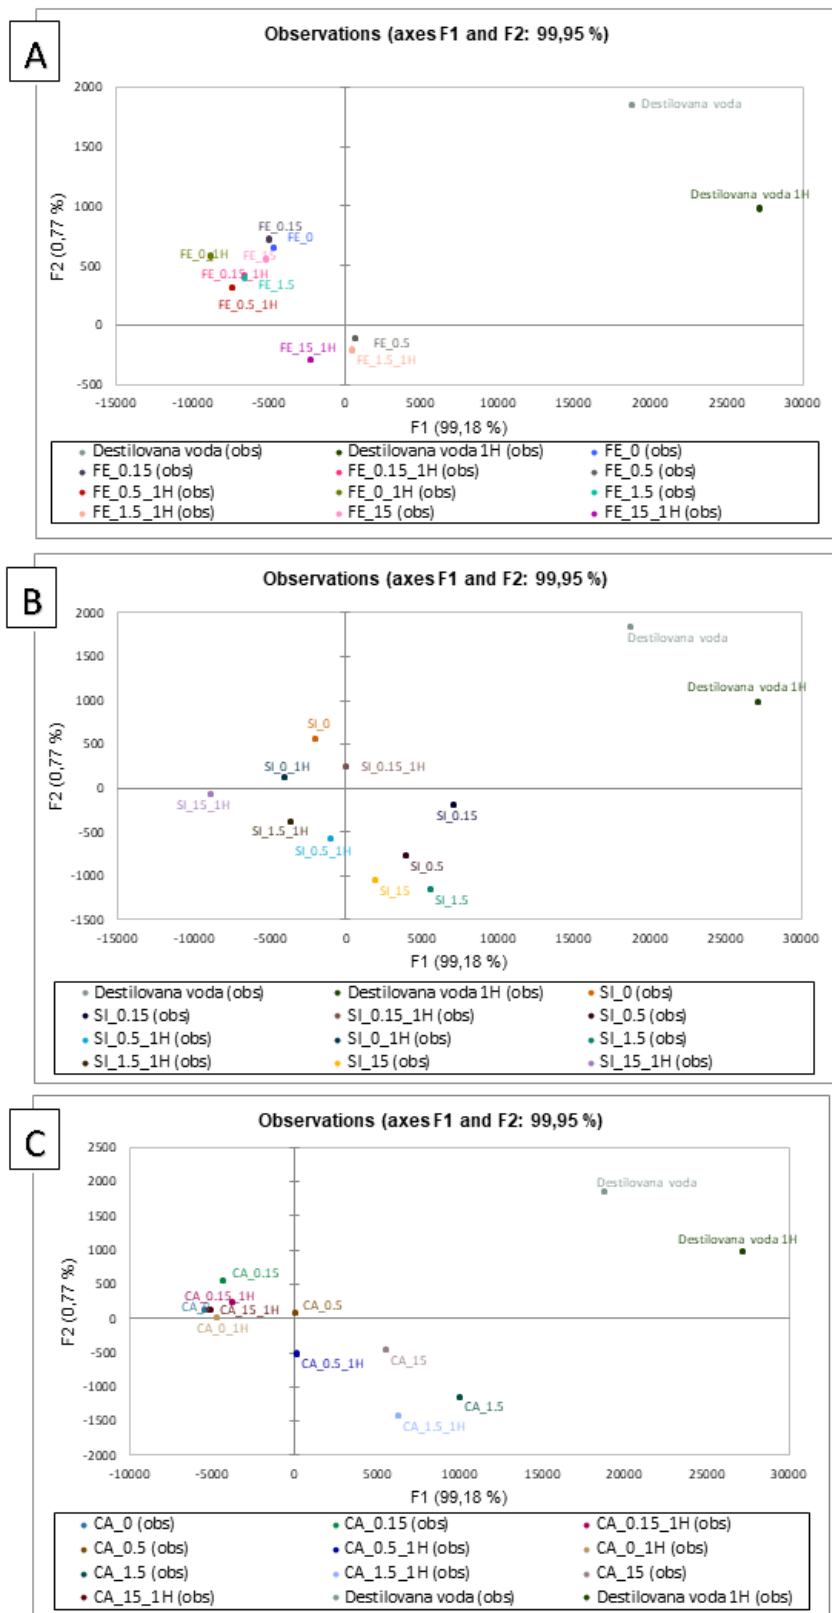 A
Observations (axes F1 and F2: 99,95 %)
F2 (0,77 %)
2000
1500
1000
500
0
-500
Destilovana voda
Destilovana voda 1H
FE_0.15
FE_0
FE_0_1H
FE_15
FE_0.15_1H
FE_1.5
FE_0.5_1H
FE_15_1H
FE_0.5
FE_1.5_1H
-15000 -10000 -5000 0 5000 10000 15000 20000 25000 30000
F1 (99,18 %)
Destilovana voda (obs) Destilovana voda 1H (obs) FE_0 (obs)
FE_0.15 (obs) FE_0.15_1H (obs) FE_0.5 (obs)
FE_0.5_1H (obs) FE_0_1H (obs) FE_1.5 (obs)
FE_1.5_1H (obs) FE_15 (obs) FE_15_1H (obs)
B
Observations (axes F1 and F2: 99,95 %)
F2 (0,77 %)
2000
1500
1000
500
0
-500
-1000
-1500
Destilovana voda
Destilovana voda 1H
SI_0
SI_0_1H
SI_0.15_1H
SI_15_1H
SI_0.15
SI_1.5_1H
SI_0.5_1H
SI_0.5
SI_15
SI_1.5
-15000 -10000 -5000 0 5000 10000 15000 20000 25000 30000
F1 (99,18 %)
Destilovana voda (obs) Destilovana voda 1H (obs) SI_0 (obs)
SI_0.15 (obs) SI_0.15_1H (obs) SI_0.5 (obs)
SI_0.5_1H (obs) SI_0_1H (obs) SI_1.5 (obs)
SI_1.5_1H (obs) SI_15 (obs) SI_15_1H (obs)
C
Observations (axes F1 and F2: 99,95 %)
F2 (0,77 %)
2500
2000
1500
1000
500
0
-500
-1000
-1500
-2000
Destilovana voda
Destilovana voda 1H
CA_0.15
CA_0.15_1H
CA_15_1H
CA_0.5
CA_0_1H
CA_0.5_1H
CA_15
CA_1.5
CA_1.5_1H
-10000 -5000 0 5000 10000 15000 20000 25000 30000
F1 (99,18 %)
CA_0 (obs) CA_0.15 (obs) CA_0.15_1H (obs)
CA_0.5 (obs) CA_0.5_1H (obs) CA_0_1H (obs)
CA_1.5 (obs) CA_1.5_1H (obs) CA_15 (obs)
CA_15_1H (obs) Destilovana voda (obs) Destilovana voda 1H (obs)